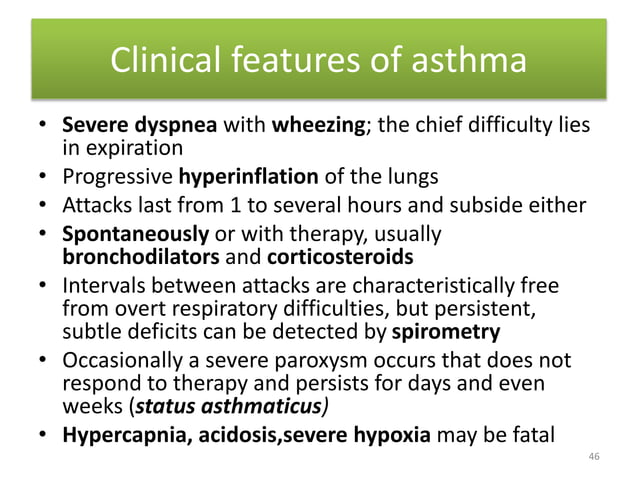 Clinical features of asthma
• Severe dyspnea with wheezing; the chief difficulty lies
in expiration
• Progressive hyperinflation of the lungs
• Attacks last from 1 to several hours and subside either
• Spontaneously or with therapy, usually
bronchodilators and corticosteroids
• Intervals between attacks are characteristically free
from overt respiratory difficulties, but persistent,
subtle deficits can be detected by spirometry
• Occasionally a severe paroxysm occurs that does not
respond to therapy and persists for days and even
weeks (status asthmaticus)
• Hypercapnia, acidosis,severe hypoxia may be fatal
46